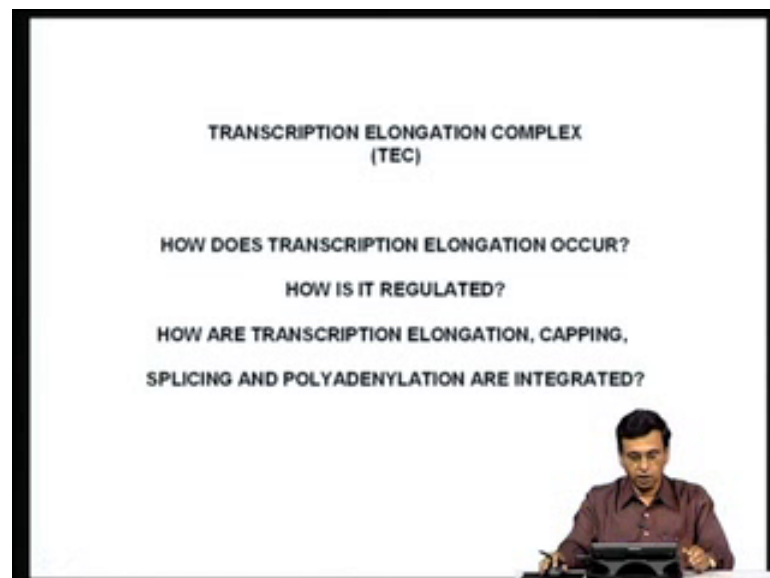 TRANSCRIPTION ELONGATION COMPLEX
(TEC)
HOW DOES TRANSCRIPTION ELONGATION OCCUR?
HOW IS IT REGULATED?
HOW ARE TRANSCRIPTION ELONGATION, CAPPING,
SPLICING AND POLYADENYLATION ARE INTEGRATED?